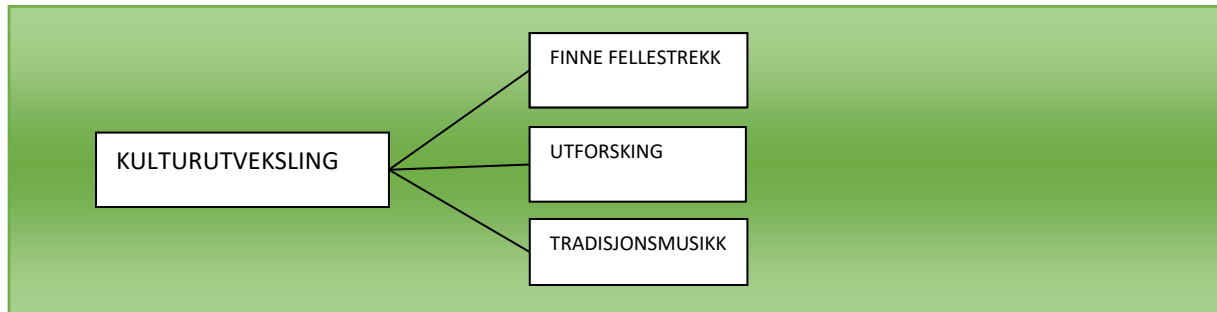 FINNE FELLESTREKK
KULTURUTVEKSLING
UTFORSKING
TRADISJONSMUSIKK